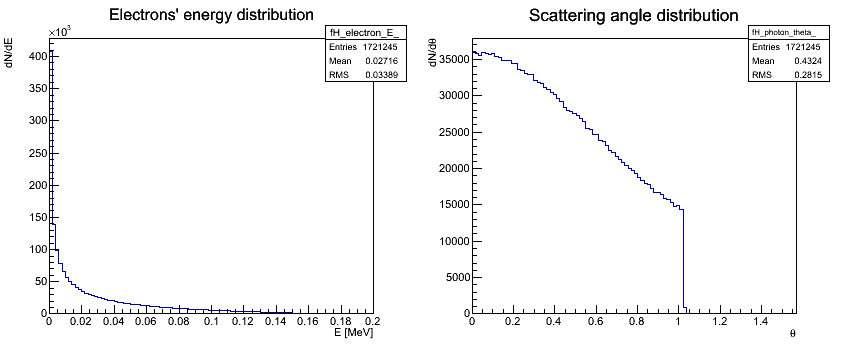 Electrons' energy distribution
fH_electron_E_
Entries 1721245
Mean 0.02716
RMS 0.03389
dN/dE
×10³
400
350
300
250
200
150
100
50
0
0 0.02 0.04 0.06 0.08 0.1 0.12 0.14 0.16 0.18 0.2
E [MeV]
Scattering angle distribution
fH_photon_theta_
Entries 1721245
Mean 0.4324
RMS 0.2815
dN/dθ
35000
30000
25000
20000
15000
10000
5000
0
0 0.2 0.4 0.6 0.8 1 1.2 1.4
θ